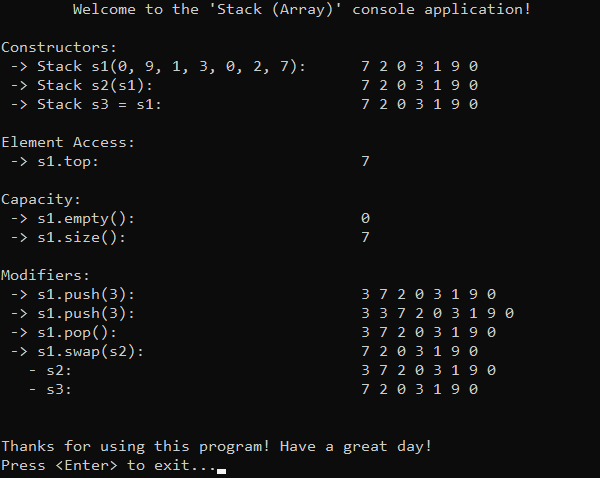 Welcome to the 'Stack (Array)' console application!
Constructors:
-> Stack s1(0, 9, 1, 3, 0, 2, 7): 7 2 0 3 1 9 0
-> Stack s2(s1): 7 2 0 3 1 9 0
-> Stack s3 = s1: 7 2 0 3 1 9 0
Element Access:
-> s1.top: 7
Capacity:
-> s1.empty(): 0
-> s1.size(): 7
Modifiers:
-> s1.push(3): 3 7 2 0 3 1 9 0
-> s1.push(3): 3 3 7 2 0 3 1 9 0
-> s1.pop(): 3 7 2 0 3 1 9 0
-> s1.swap(s2): 7 2 0 3 1 9 0
- s2: 3 7 2 0 3 1 9 0
- s3: 7 2 0 3 1 9 0
Thanks for using this program! Have a great day!
Press <Enter> to exit...